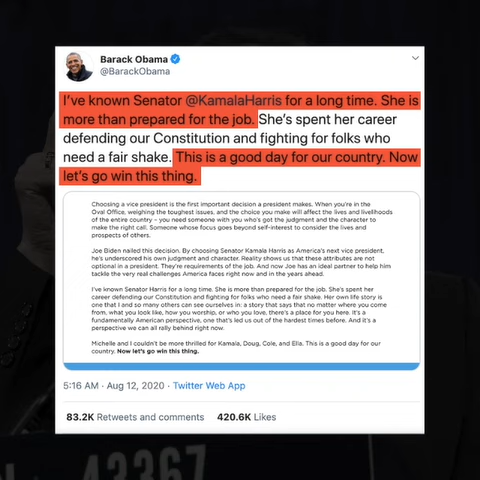 Barack Obama
@BarackObama
I've known Senator @KamalaHarris for a long time. She is
more than prepared for the job. She's spent her career
defending our Constitution and fighting for folks who
need a fair shake. This is a good day for our country. Now
let's go win this thing.
Choosing a vice president is the first important decision a president makes. When you're in the
Oval Office, weighing the toughest issues, and the choice you make will affect the lives and livelihoods
of the entire country – you need someone with you who's got the judgment and the character to
make the right call. Someone whose focus goes beyond self-interest to consider the lives and
prospects of others.
Joe Biden nailed this decision. By choosing Senator Kamala Harris as America's next vice president,
he's underscored his own judgment and character. Reality shows us that these attributes are not
optional in a president. They're requirements of the job. And now Joe has an ideal partner to help him
tackle the very real challenges America faces right now and in the years ahead.
I've known Senator Harris for a long time. She is more than prepared for the job. She's spent her
career defending our Constitution and fighting for folks who need a fair shake. Her own life story is
one that I and so many others can see ourselves in: a story that says that no matter where you come
from, what you look like, how you worship, or who you love, there's a place for you here. It's a
fundamentally American perspective, one that's led us out of the hardest times before. And it's a
perspective we can all rally behind right now.
Michelle and I couldn't be more thrilled for Kamala, Doug, Cole, and Ella. This is a good day for our
country. Now let's go win this thing.
5:16 AM · Aug 12, 2020 · Twitter Web App
83.2K Retweets and comments 420.6K Likes
43367